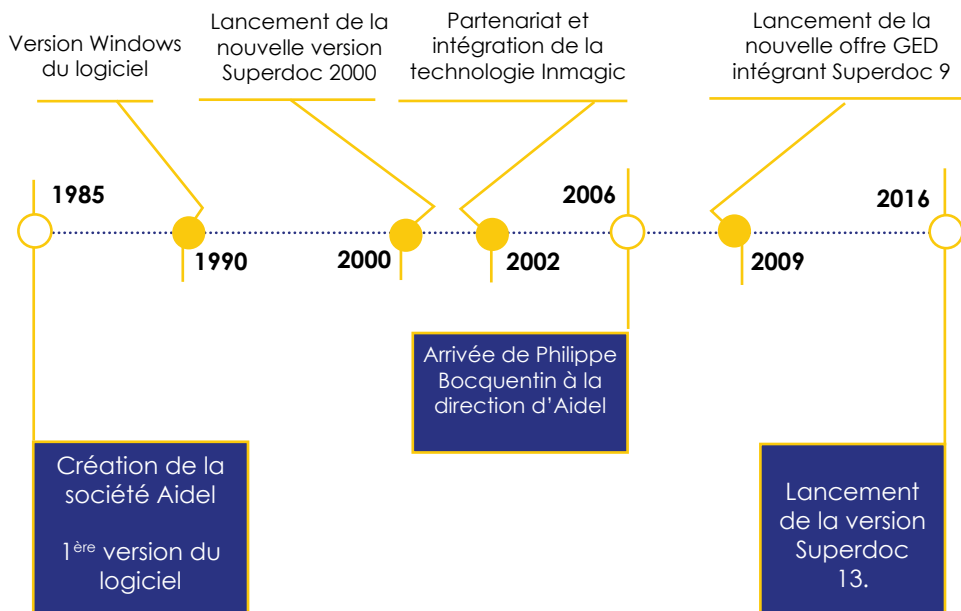 Version Windows
du logiciel
Lancement de la
nouvelle version
Superdoc 2000
Partenariat et
intégration de la
technologie Inmagic
Lancement de la
nouvelle offre GED
intégrant Superdoc 9
1985
1990
2000
2002
2006
2009
2016
Arrivée de Philippe
Bocquentin à la
direction d’Aidel
Création de la
société Aidel
1ère version du
logiciel
Lancement
de la version
Superdoc
13.